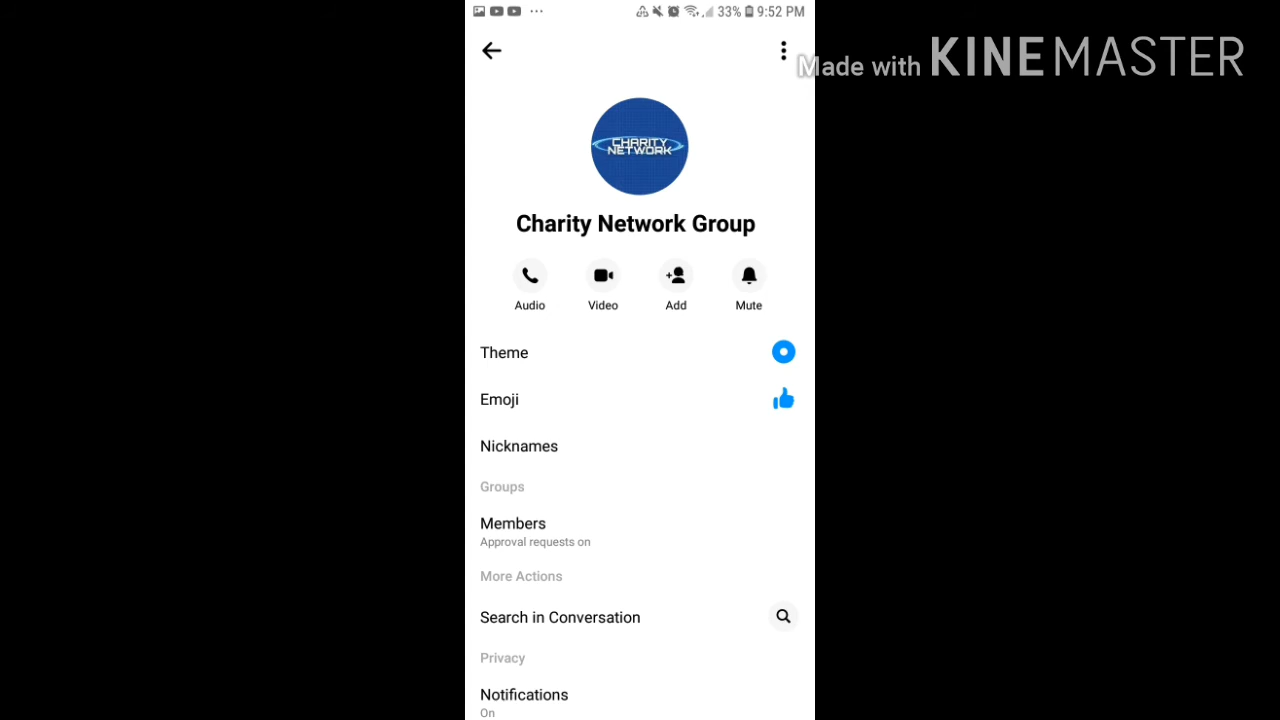 33% 9:52 PM
Made with KINEMASTER
CHARITY
NETWORK
Charity Network Group
Audio Video Add Mute
Theme
Emoji
Nicknames
Groups
Members
Approval requests on
More Actions
Search in Conversation
Privacy
Notifications
On